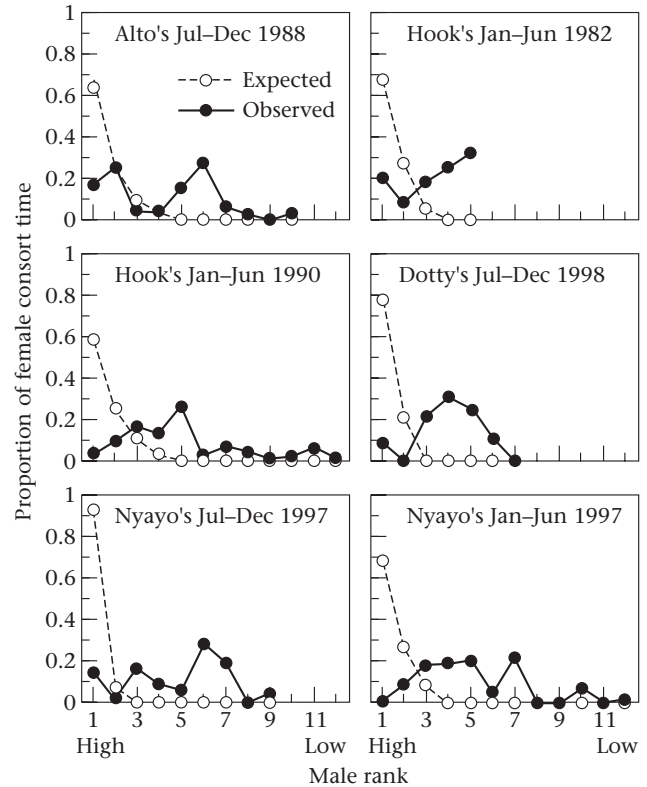 Proportion of female consort time
Alto's Jul–Dec 1988
Expected
Observed
1
0.8
0.6
0.4
0.2
0
Hook's Jan–Jun 1982
Hook's Jan–Jun 1990
1
0.8
0.6
0.4
0.2
0
Dotty's Jul–Dec 1998
Nyayo's Jul–Dec 1997
1
0.8
0.6
0.4
0.2
0
1 3 5 7 9 11
High Low
Nyayo's Jan–Jun 1997
1 3 5 7 9 11
High Low
Male rank